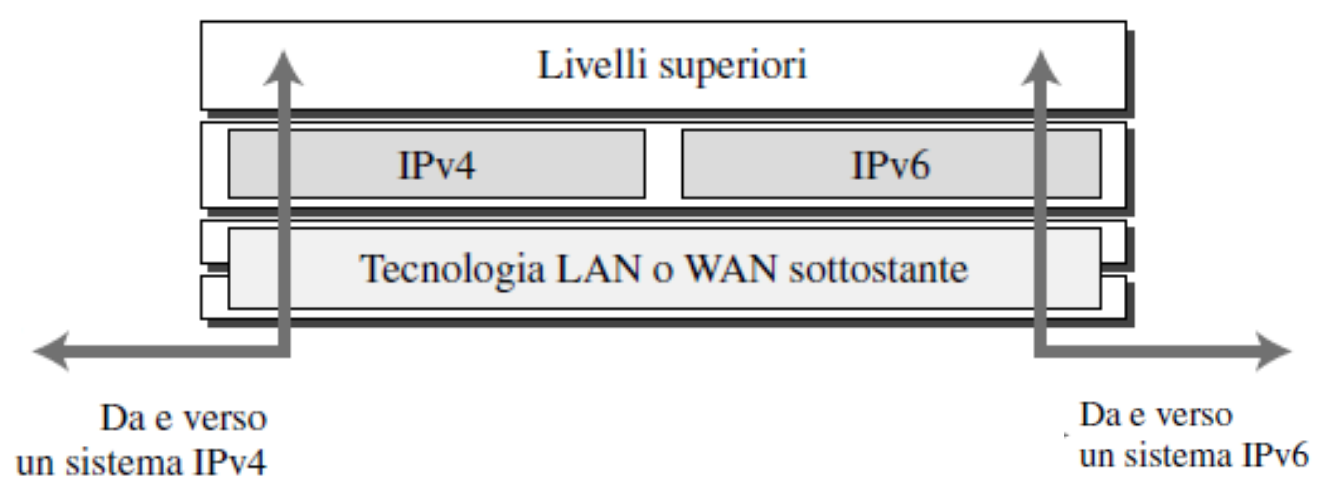 Livelli superiori
IPv4
IPv6
Tecnologia LAN o WAN sottostante
Da e verso
un sistema IPv4
Da e verso
un sistema IPv6